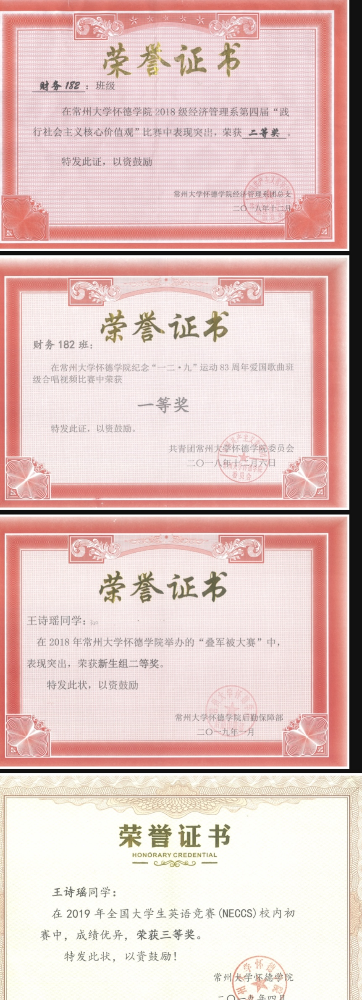 荣誉证书
财务 182 ：班级
在常州大学怀德学院 2018 级经济管理系第四届“践
行社会主义核心价值观”比赛中表现突出，荣获 二等奖 。
特发此证，以资鼓励
常州大学怀德学院经济管理系团总支
二〇一八年十二月
荣誉证书
财务 182 班：
在常州大学怀德学院纪念“一二·九”运动 83 周年爱国歌曲班
级合唱视频比赛中荣获
一等奖
特发此证，以资鼓励。
共青团常州大学怀德学院委员会
二〇一八年十二月六日
常州大学怀德学院
委员会
荣誉证书
王诗瑶同学：
在 2018 年常州大学怀德学院举办的“叠军被大赛”中，
表现突出，荣获新生组二等奖。
特发此状，以资鼓励
常州大学怀德学院后勤保障部
二〇一九年一月
荣誉证书
HONORARY CREDENTIAL
王诗瑶同学：
在 2019 年全国大学生英语竞赛(NECCS)校内初
赛中，成绩优异，荣获三等奖。
特发此状，以资鼓励！
常州大学怀德学院
二〇一九年四月